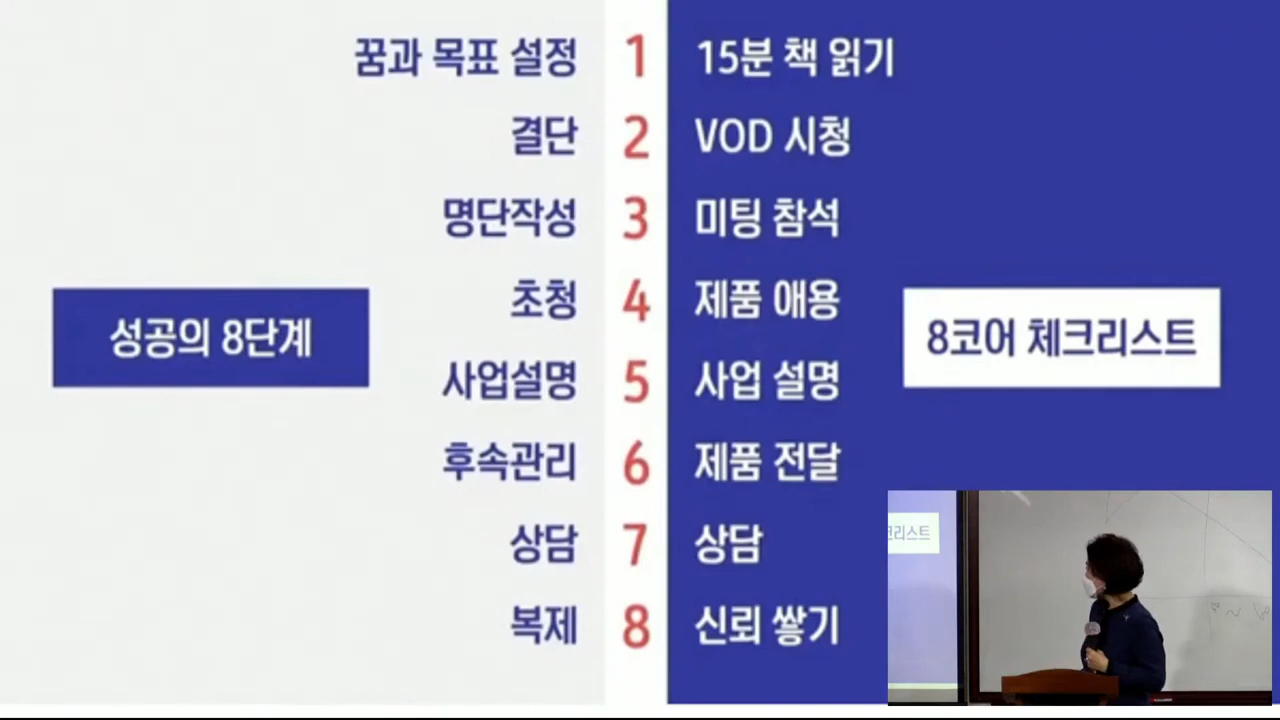 꿈과 목표 설정 1 15분 책 읽기
결단 2 VOD 시청
명단작성 3 미팅 참석
초청 4 제품 애용
성공의 8단계
8코어 체크리스트
사업설명 5 사업 설명
후속관리 6 제품 전달
상담 7 상담
복제 8 신뢰 쌓기
크리스트